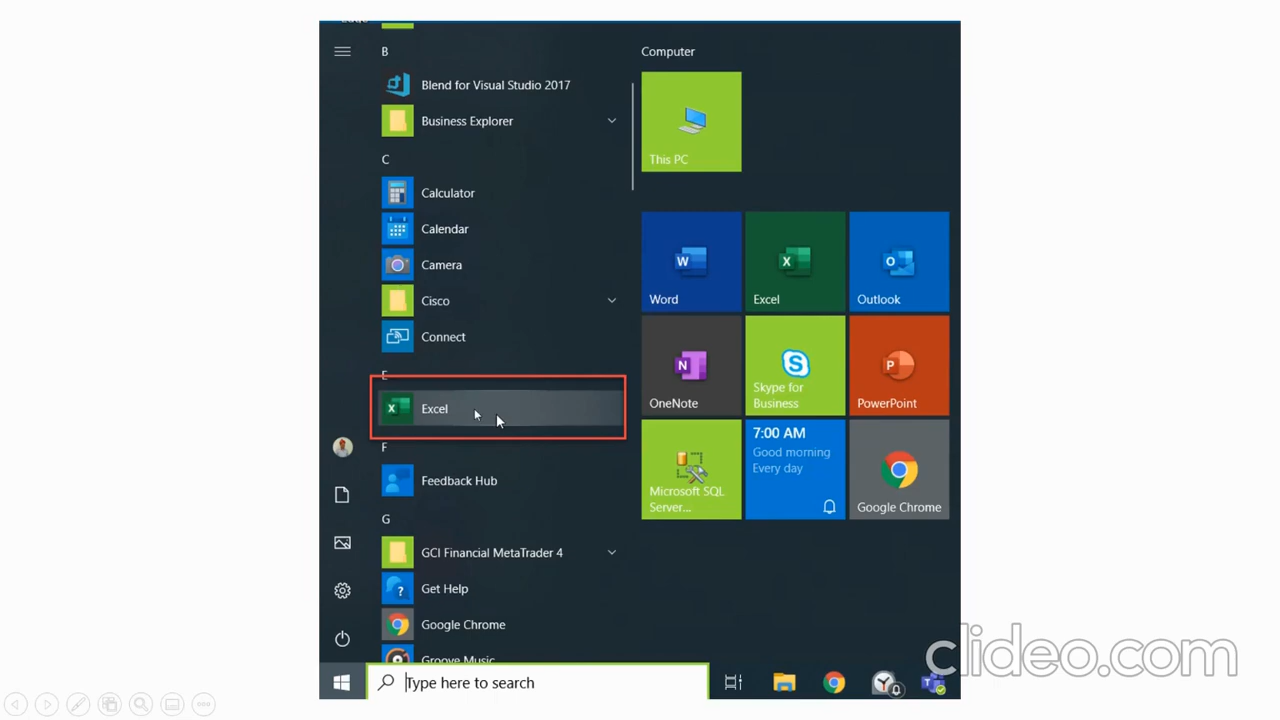 B
Blend for Visual Studio 2017
Business Explorer
C
Calculator
Calendar
Camera
Cisco
Connect
E
Excel
F
Feedback Hub
G
GCI Financial MetaTrader 4
Get Help
Google Chrome
Groove Music
Type here to search
Computer
This PC
Word
Excel
Outlook
OneNote
Skype for
Business
PowerPoint
Microsoft SQL
Server...
7:00 AM
Good morning
Every day
Google Chrome
clideo.com